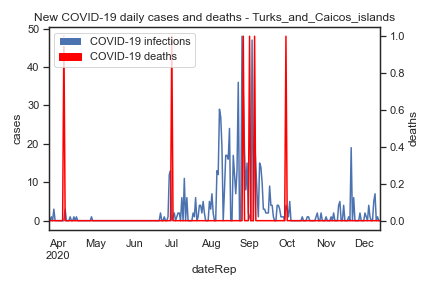 New COVID-19 daily cases and deaths - Turks_and_Caicos_islands
COVID-19 infections
COVID-19 deaths
cases
50
40
30
20
10
0
deaths
1.0
0.8
0.6
0.4
0.2
0.0
Apr May Jun Jul Aug Sep Oct Nov Dec
2020
dateRep